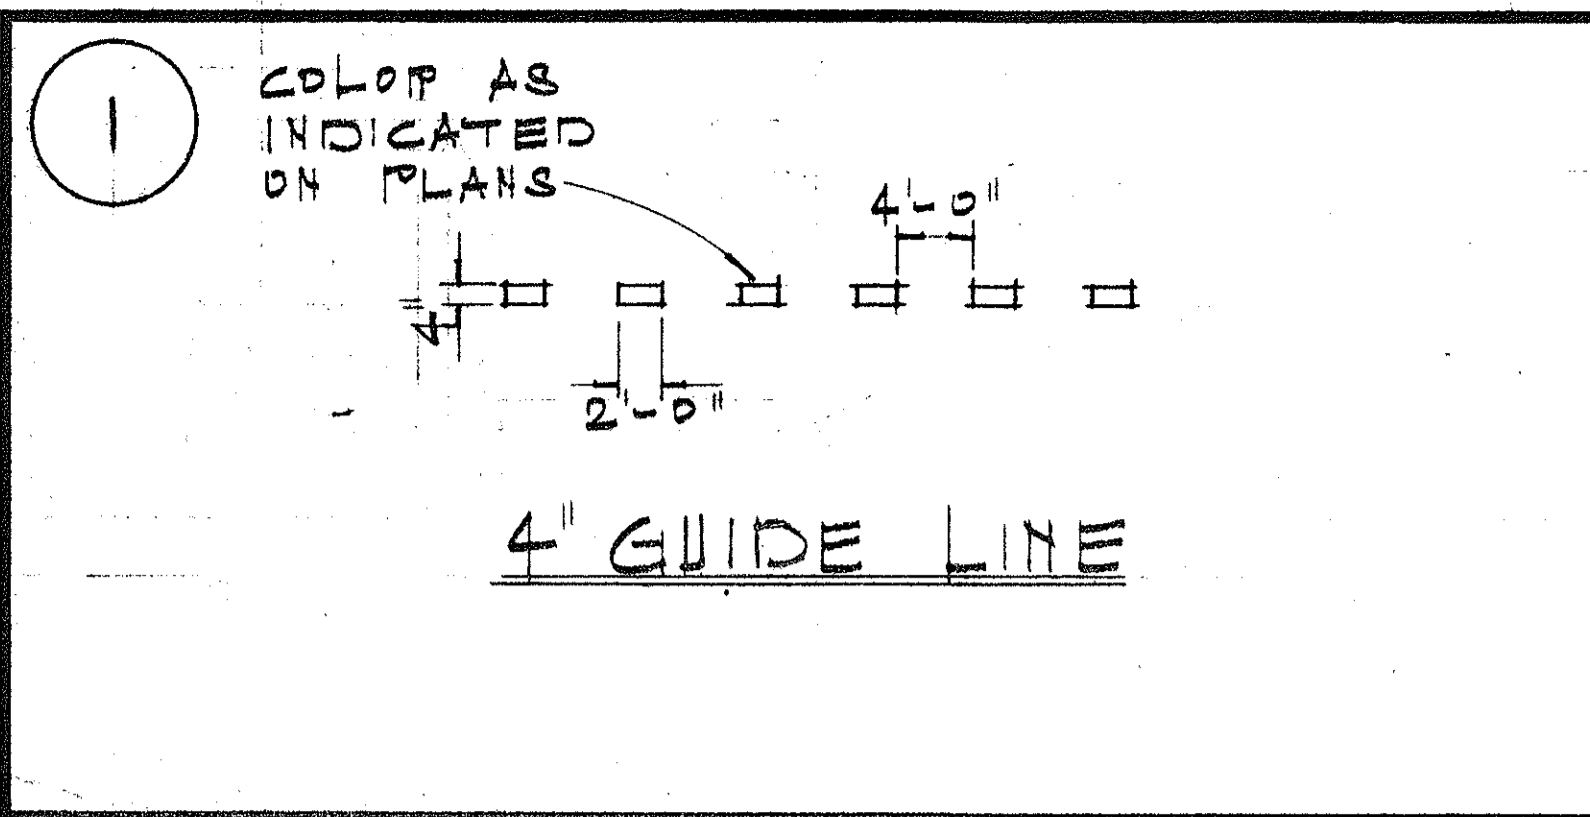 1
COLOR AS
INDICATED
ON PLANS
4'-0"
4"
2'-0"
4" GUIDE LINE